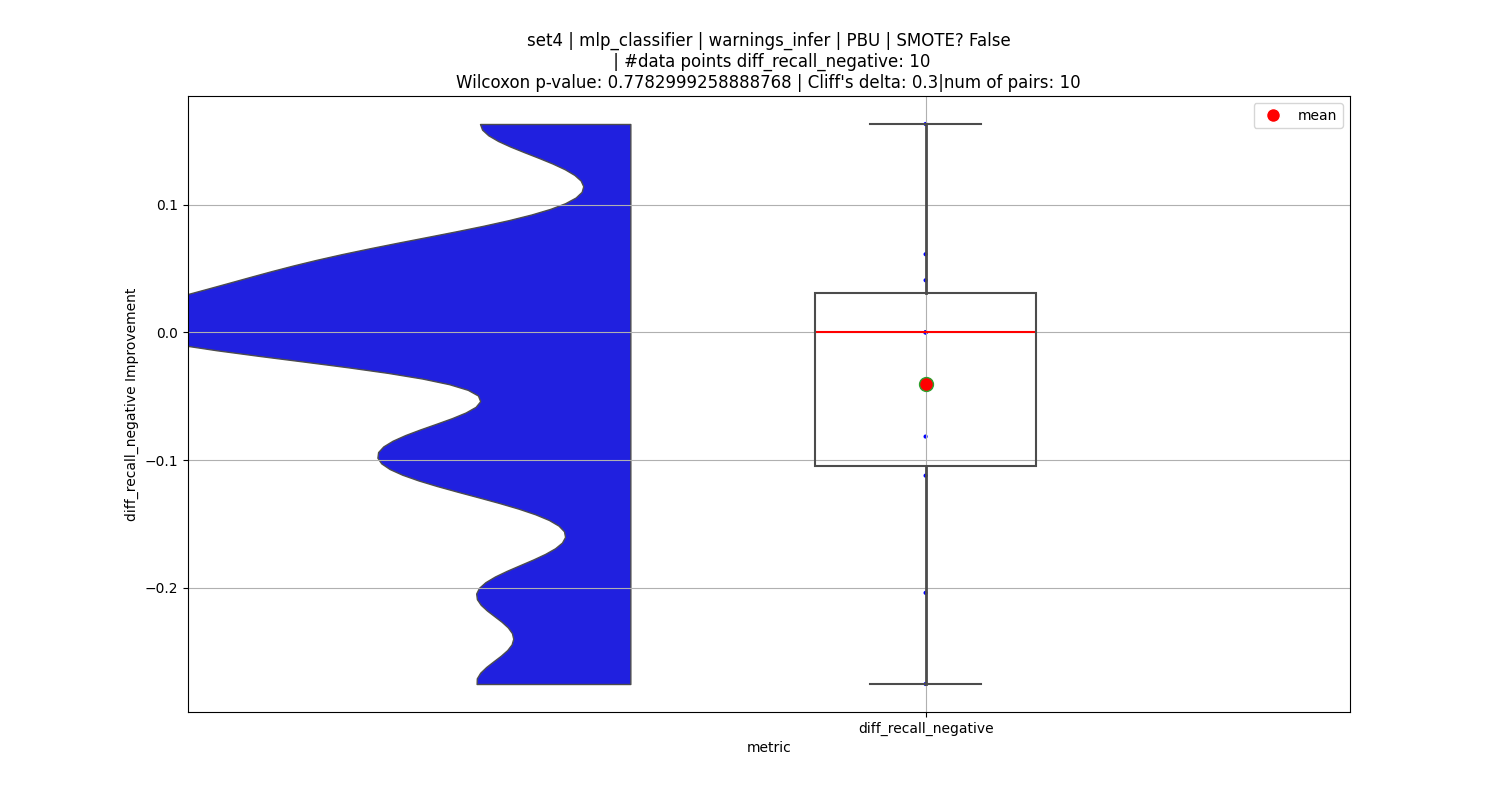 set4 | mlp_classifier | warnings_infer | PBU | SMOTE? False
| #data points diff_recall_negative: 10
Wilcoxon p-value: 0.7782999258888768 | Cliff's delta: 0.3|num of pairs: 10
mean
0.1
0.0
−0.1
−0.2
diff_recall_negative Improvement
diff_recall_negative
metric